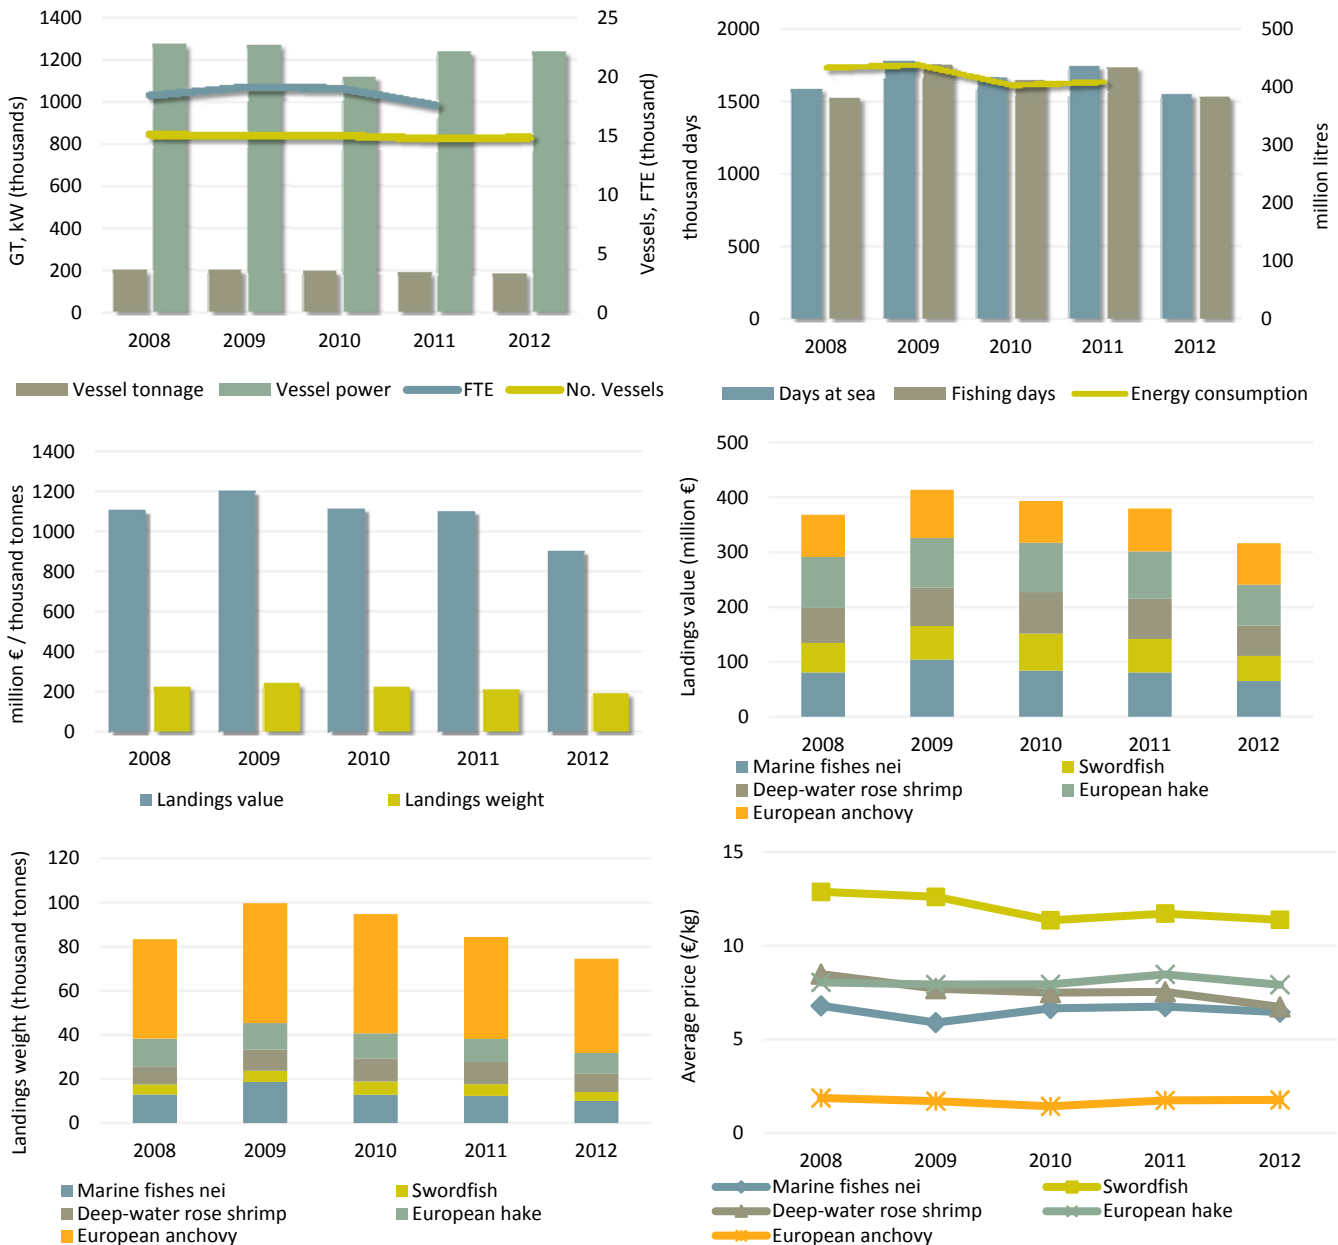 1400
1200
1000
800
600
400
200
0
GT, kW (thousands)
25
20
15
10
5
0
Vessels, FTE (thousand)
2008 2009 2010 2011 2012
Vessel tonnage Vessel power FTE No. Vessels
2000
1500
1000
500
0
thousand days
500
400
300
200
100
0
million litres
2008 2009 2010 2011 2012
Days at sea Fishing days Energy consumption
1400
1200
1000
800
600
400
200
0
million € / thousand tonnes
2008 2009 2010 2011 2012
Landings value Landings weight
500
400
300
200
100
0
Landings value (million €)
2008 2009 2010 2011 2012
Marine fishes nei Swordfish
Deep-water rose shrimp European hake
European anchovy
120
100
80
60
40
20
0
Landings weight (thousand tonnes)
2008 2009 2010 2011 2012
Marine fishes nei Swordfish
Deep-water rose shrimp European hake
European anchovy
15
10
5
0
Average price (€/kg)
2008 2009 2010 2011 2012
Marine fishes nei Swordfish
Deep-water rose shrimp European hake
European anchovy